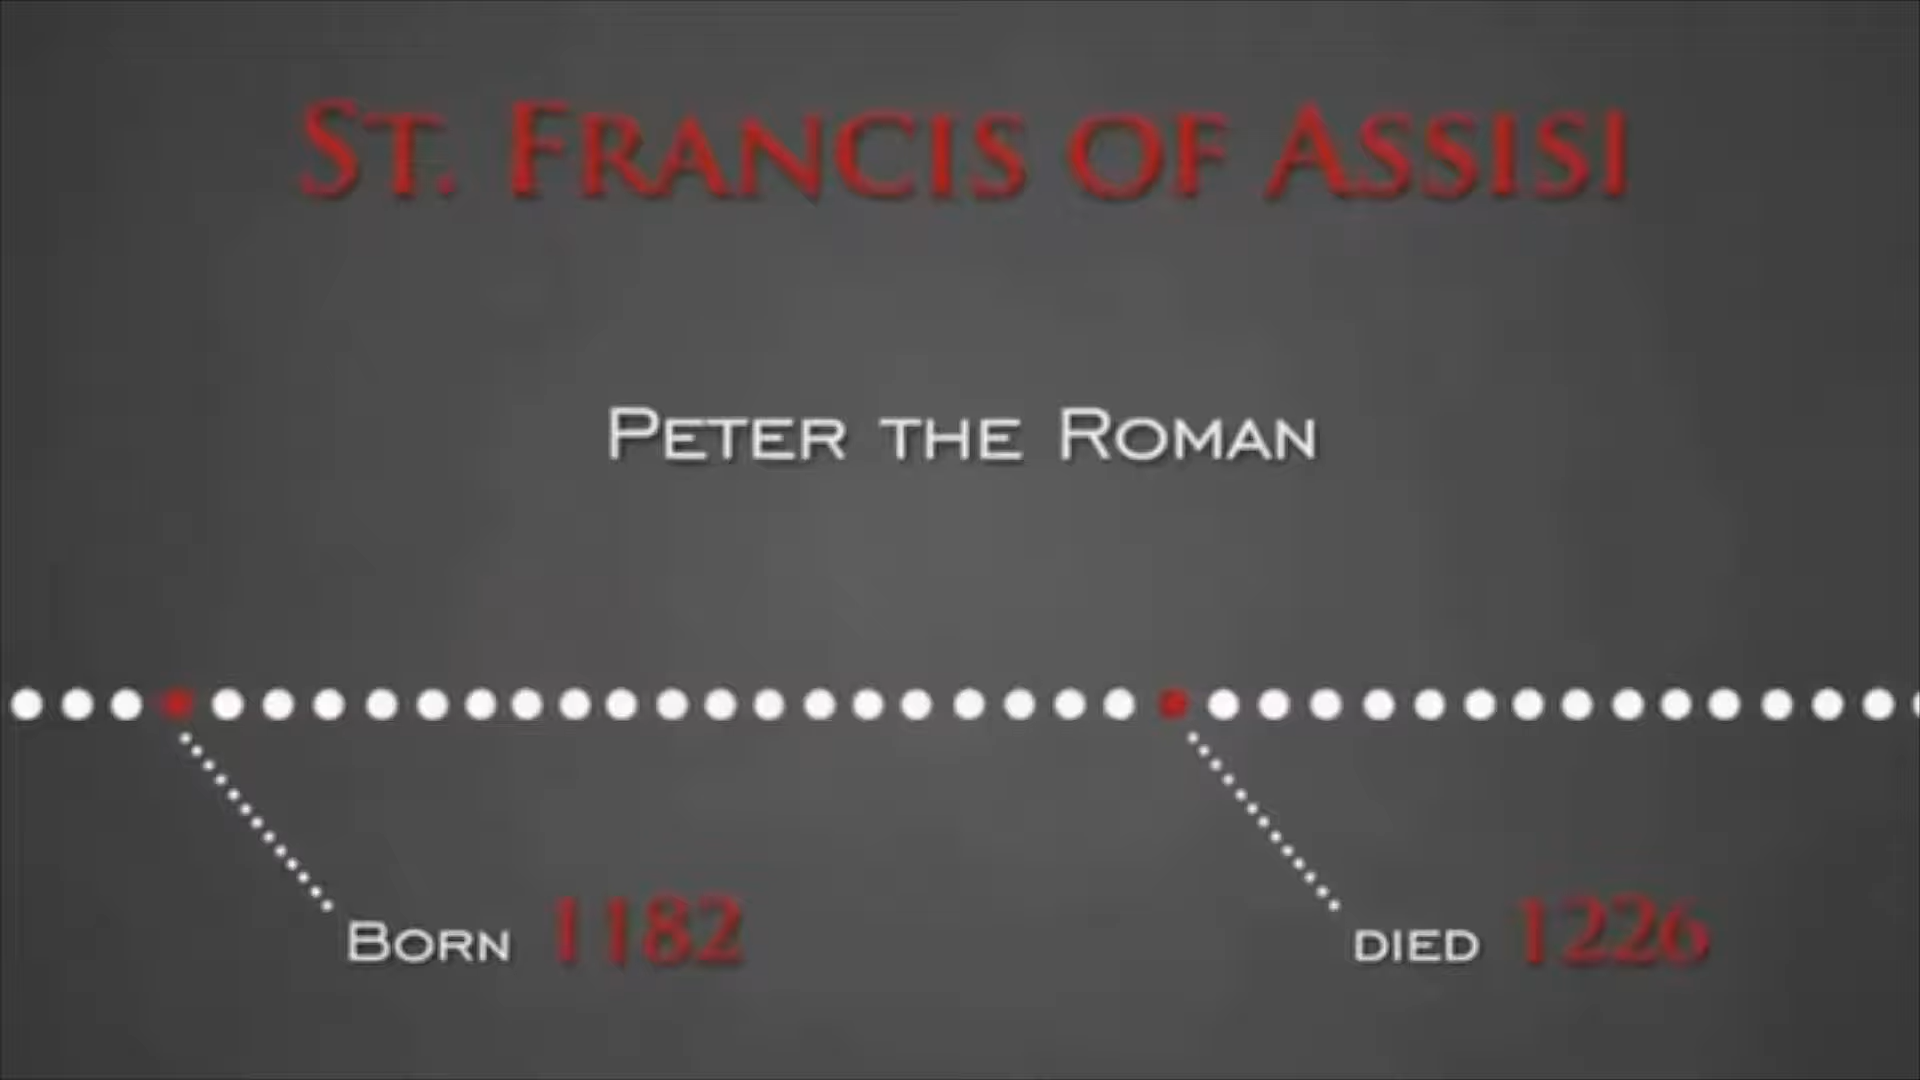 St. Francis of Assisi
Peter the Roman
Born 1182
died 1226